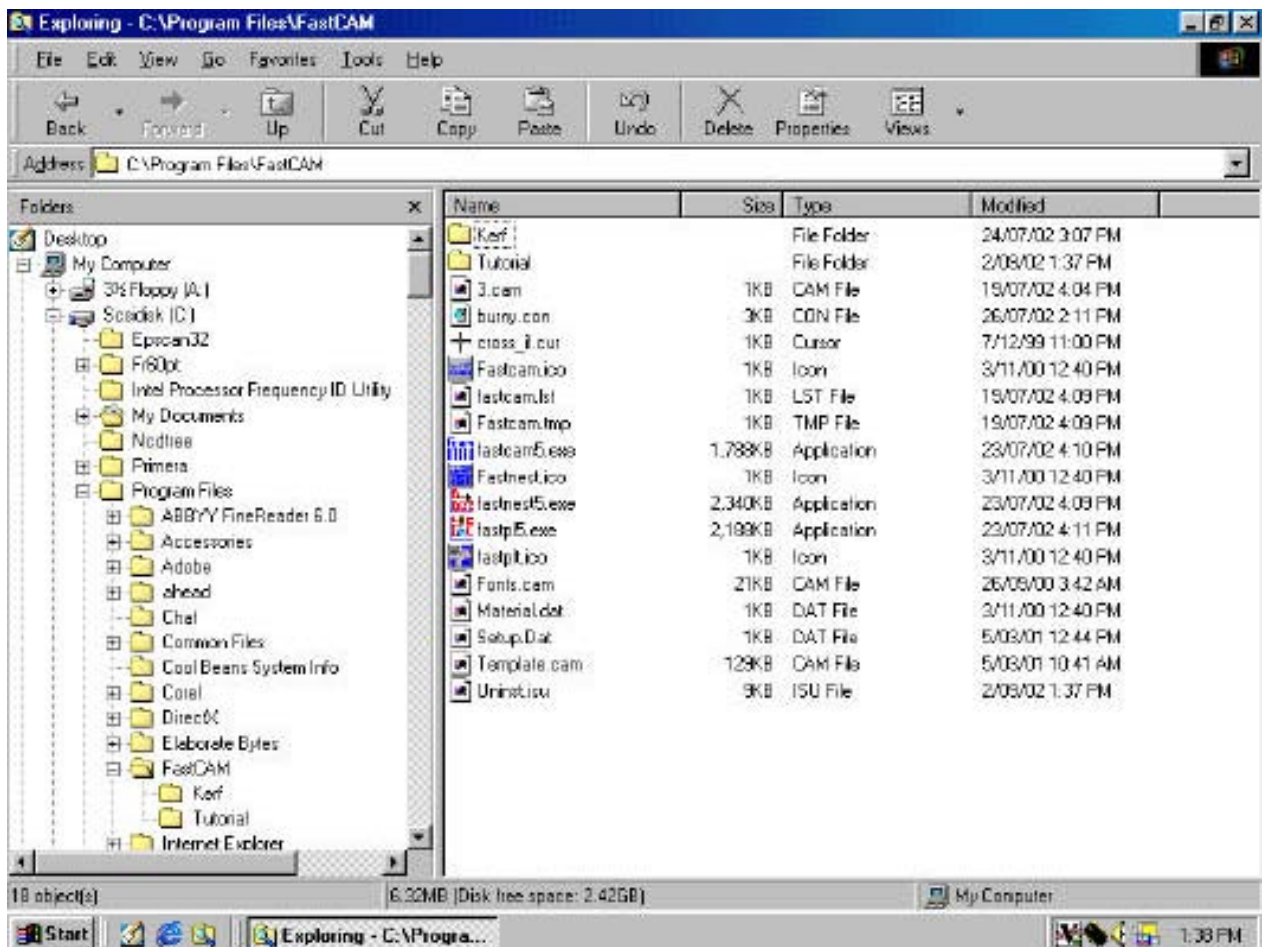 Exploring - C:\Program Files\FastCAM
File Edit View Go Favorites Tools Help
Back Forward Up Cut Copy Paste Undo Delete Properties Views
Address C:\Program Files\FastCAM
Folders
Desktop
My Computer
3½ Floppy (A:)
Scsidisk (C:)
Epscan32
Fr60pt
Intel Processor Frequency ID Utility
My Documents
Ncdtree
Primera
Program Files
ABBYY FineReader 6.0
Accessories
Adobe
ahead
Chat
Common Files
Cool Beans System Info
Corel
DirectX
Elaborate Bytes
FastCAM
Kerf
Tutorial
Internet Explorer
Name Size Type Modified
Kerf File Folder 24/07/02 3:07 PM
Tutorial File Folder 2/09/02 1:37 PM
3.cam 1KB CAM File 19/07/02 4:04 PM
burny.con 3KB CON File 26/07/02 2:11 PM
cross_il.cur 1KB Cursor 7/12/99 11:00 PM
Fastcam.ico 1KB Icon 3/11/00 12:40 PM
fastcam.lst 1KB LST File 19/07/02 4:09 PM
Fastcam.tmp 1KB TMP File 19/07/02 4:09 PM
fastcam5.exe 1,788KB Application 23/07/02 4:10 PM
Fastnest.ico 1KB Icon 3/11/00 12:40 PM
fastnest5.exe 2,340KB Application 23/07/02 4:09 PM
fastpl5.exe 2,188KB Application 23/07/02 4:11 PM
fastplt.ico 1KB Icon 3/11/00 12:40 PM
Fonts.cam 21KB CAM File 26/09/00 3:42 AM
Material.dat 1KB DAT File 3/11/00 12:40 PM
Setup.Dat 1KB DAT File 5/03/01 12:44 PM
Template.cam 129KB CAM File 5/03/01 10:41 AM
Uninst.isu 9KB ISU File 2/09/02 1:37 PM
18 object(s) 6.32MB (Disk free space: 2.42GB) My Computer
Start Exploring - C:\Progra... 1:38 PM